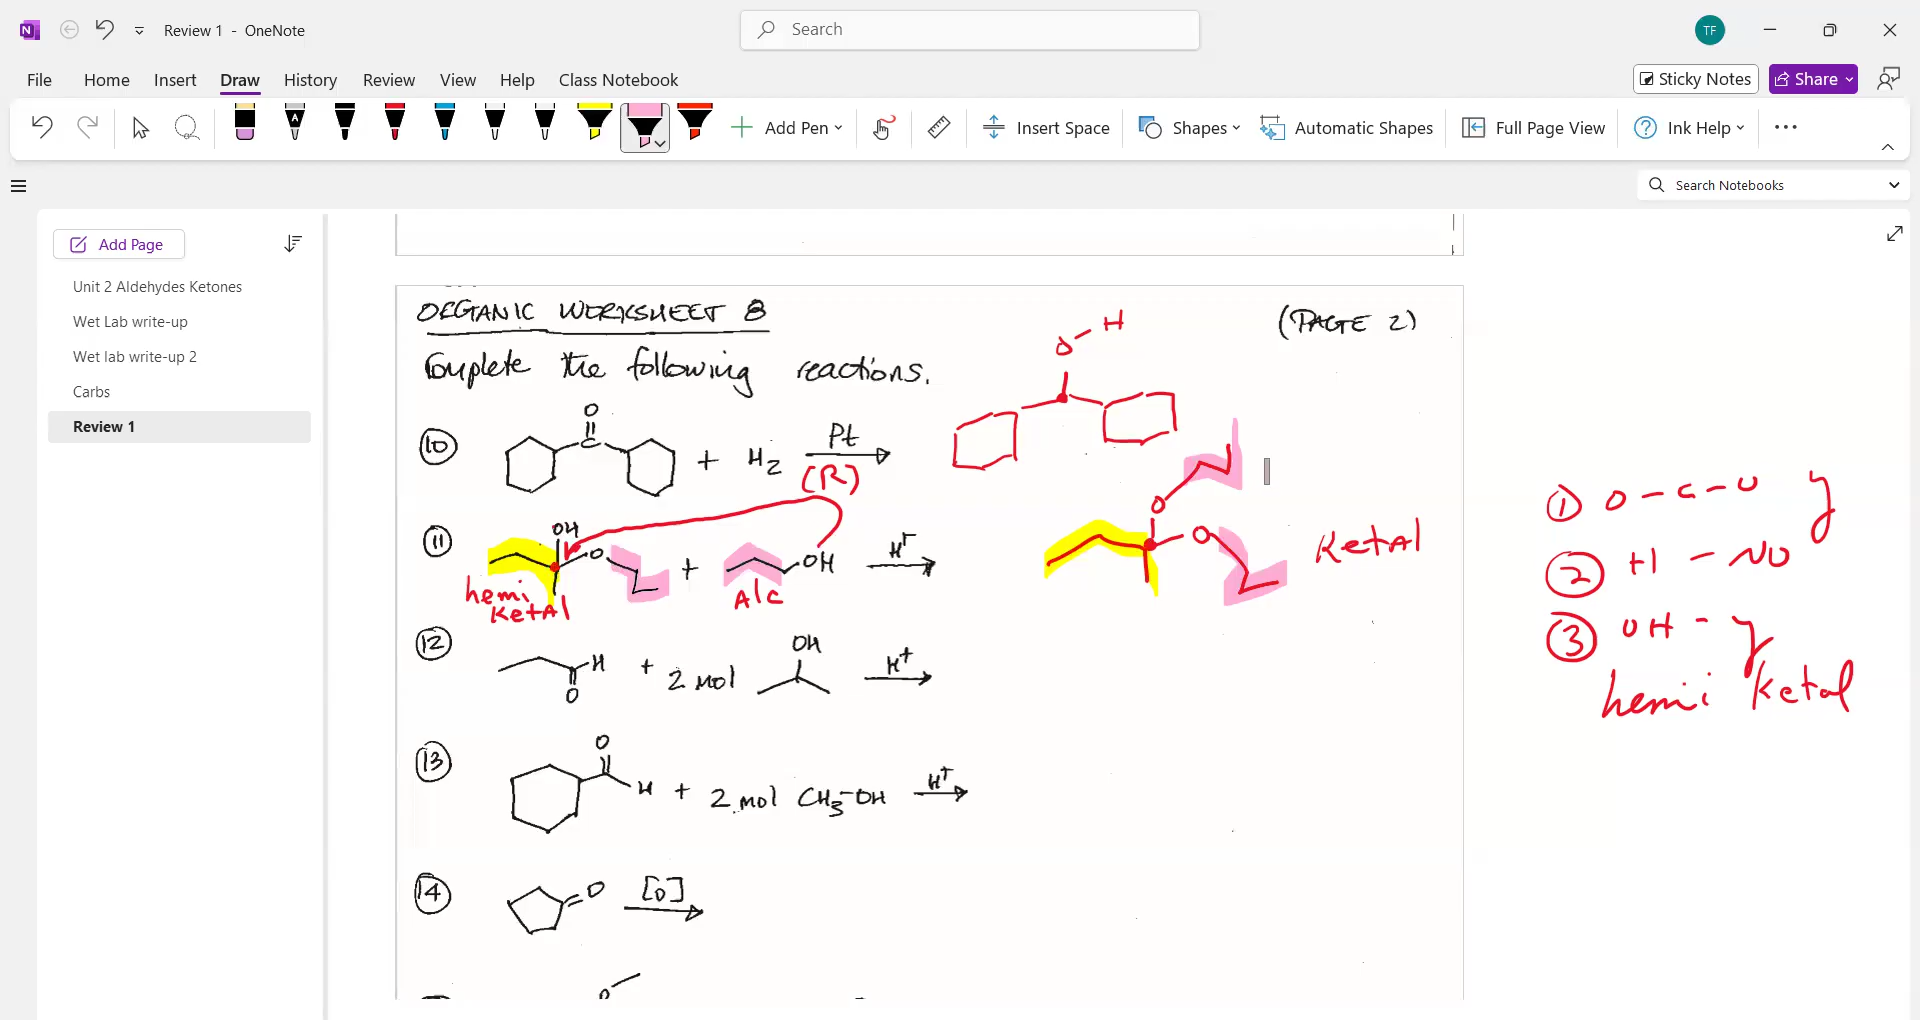 Review 1 - OneNote
Search
TF
File Home Insert Draw History Review View Help Class Notebook
Sticky Notes
Share
A
Add Pen
Insert Space
Shapes
Automatic Shapes
Full Page View
Ink Help
Search Notebooks
Add Page
Unit 2 Aldehydes Ketones
Wet Lab write-up
Wet lab write-up 2
Carbs
Review 1
ORGANIC WORKSHEET 8
(PAGE 2)
Complete the following reactions.
O - H
10 O C + H2 Pt
(R)
11 OH O + OH H+
hemi
ketal
Alc
O O Ketal
12 H O + 2 mol OH H+
13 O H + 2 mol CH3-OH H+
14 O [O]
O
1 O - C - O y
2 H - NO
3 OH - y
hemi ketal